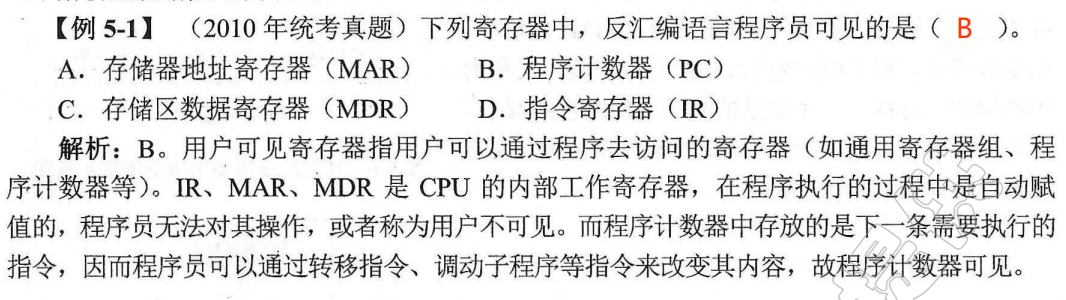 【例 5-1】 （2010 年统考真题）下列寄存器中，反汇编语言程序员可见的是（ B ）。
A．存储器地址寄存器（MAR） B．程序计数器（PC）
C．存储区数据寄存器（MDR） D．指令寄存器（IR）
解析：B。用户可见寄存器指用户可以通过程序去访问的寄存器（如通用寄存器组、程
序计数器等）。IR、MAR、MDR 是 CPU 的内部工作寄存器，在程序执行的过程中是自动赋
值的，程序员无法对其操作，或者称为用户不可见。而程序计数器中存放的是下一条需要执行的
指令，因而程序员可以通过转移指令、调动子程序等指令来改变其内容，故程序计数器可见。